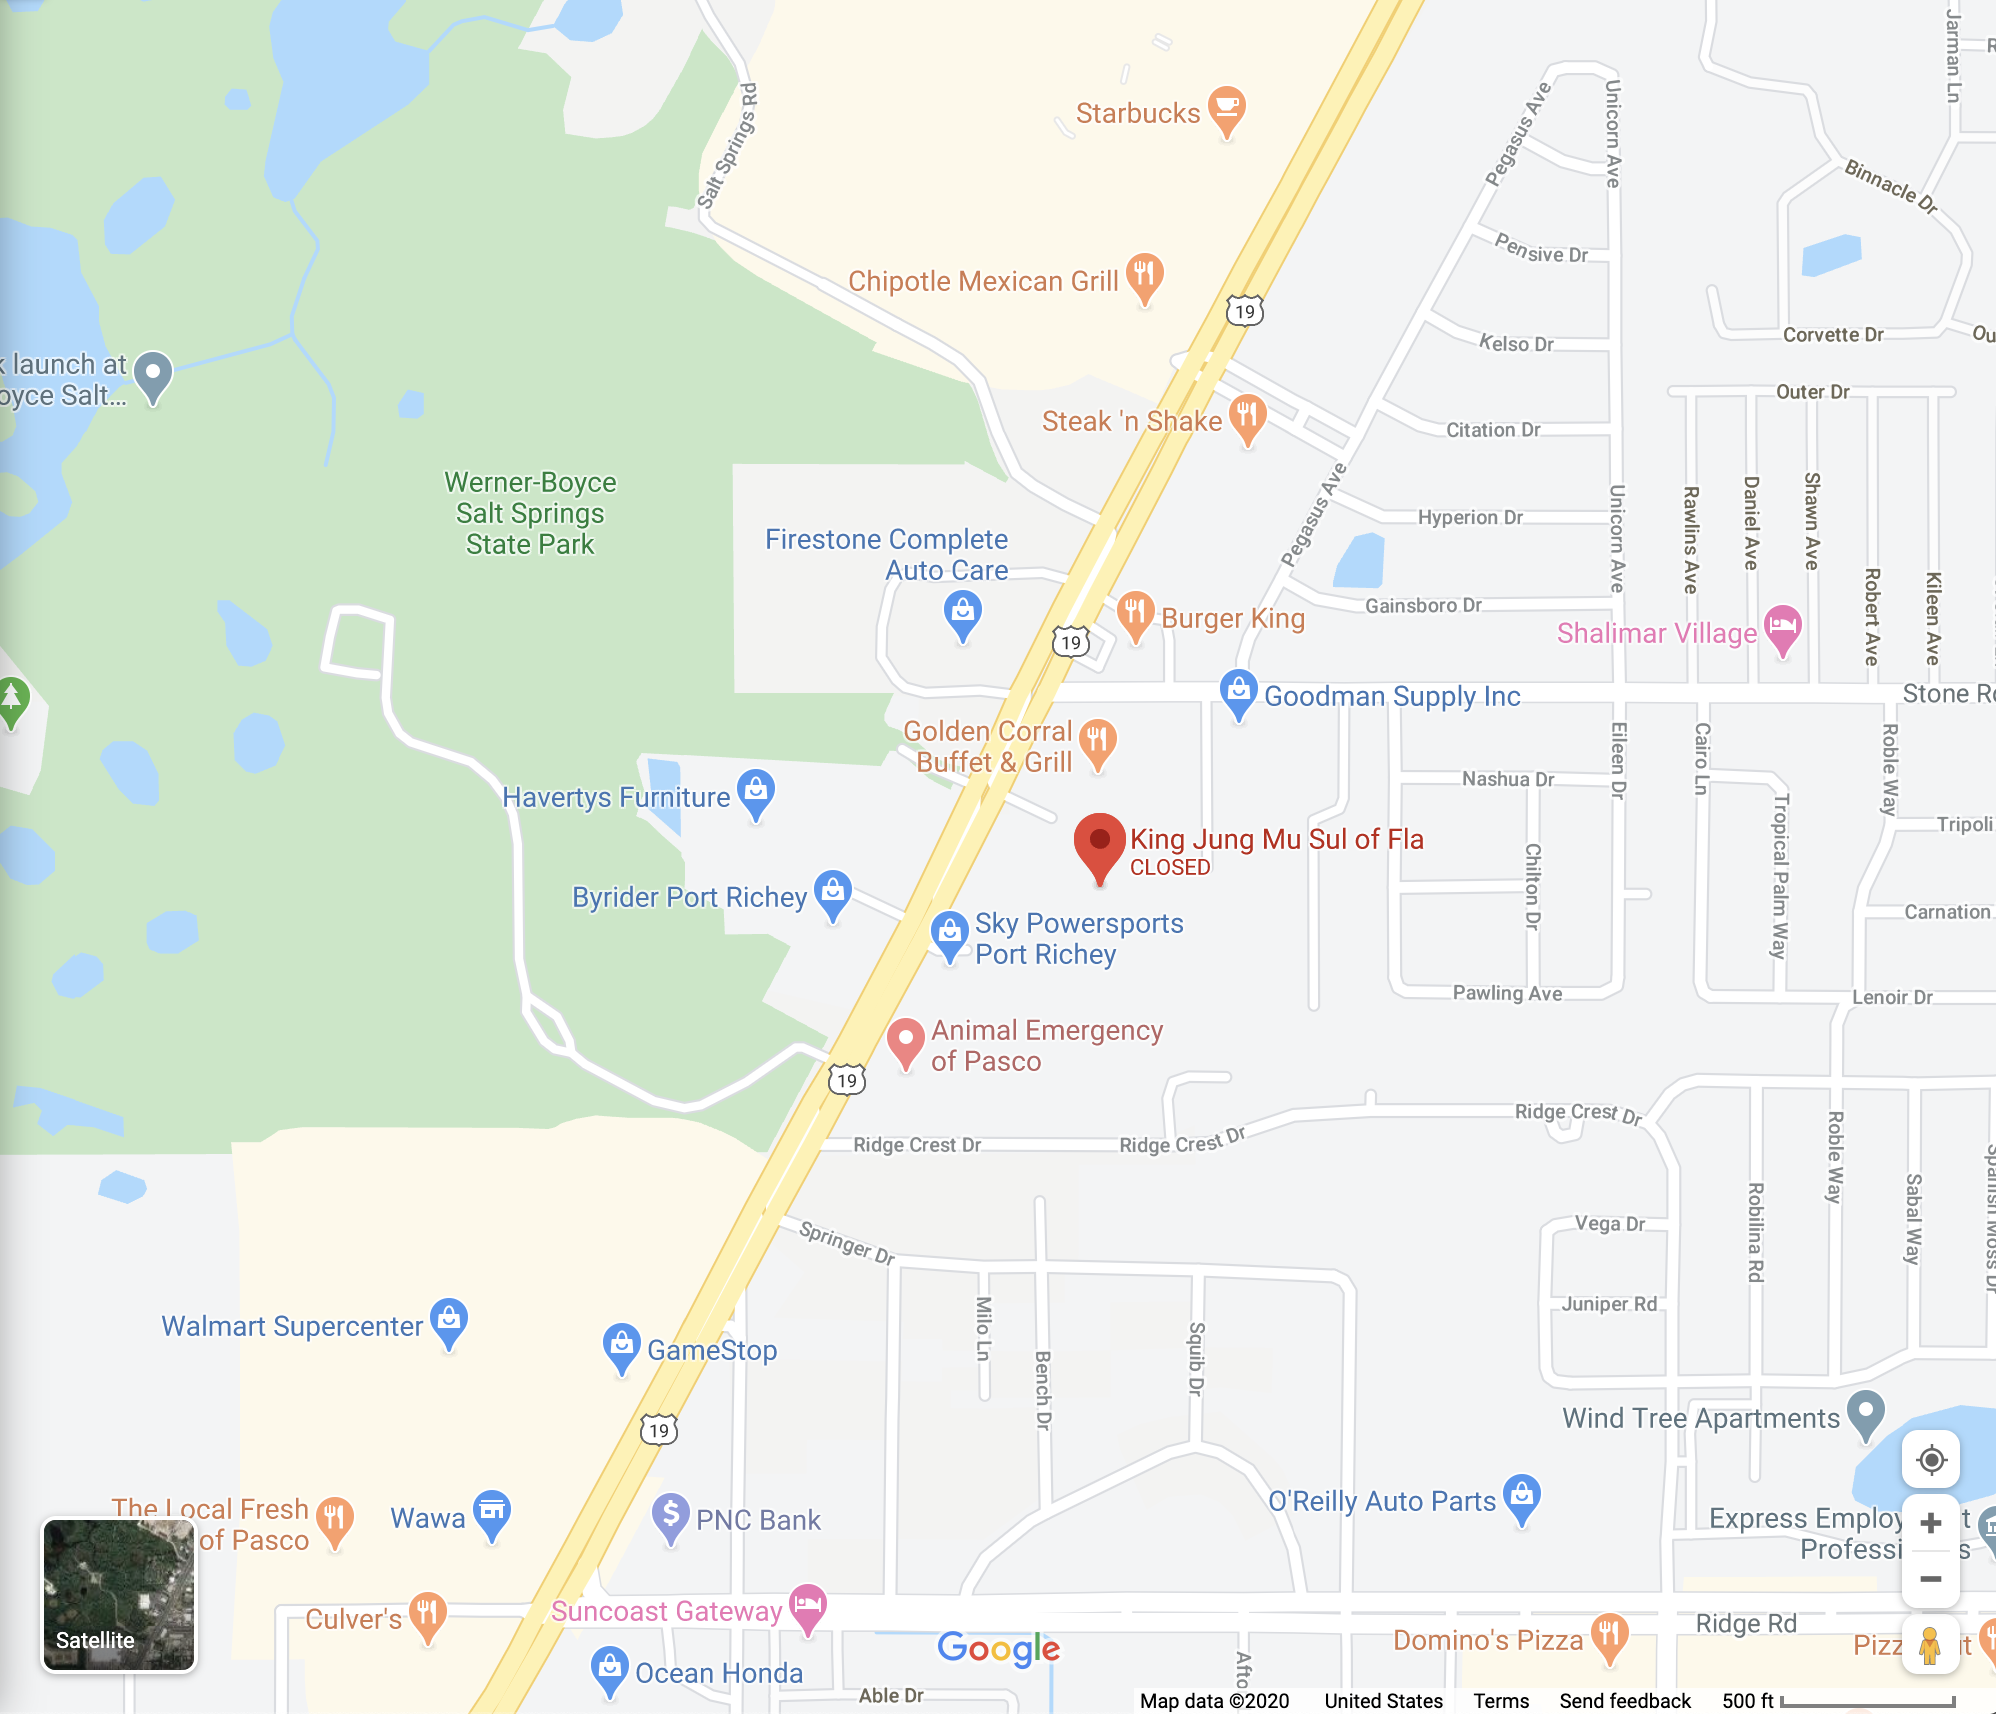 Jarman Ln
Salt Springs Rd
Starbucks
Pegasus Ave
Unicorn Ave
Binnacle Dr
Pensive Dr
Chipotle Mexican Grill
19
Kelso Dr
Corvette Dr
launch at
oyce Salt...
Outer Dr
Steak 'n Shake
Citation Dr
Werner-Boyce
Salt Springs
State Park
Pegasus Ave
Hyperion Dr
Unicorn Ave
Rawlins Ave
Daniel Ave
Shawn Ave
Robert Ave
Kileen Ave
Firestone Complete
Auto Care
Burger King
Gainsboro Dr
Shalimar Village
19
Goodman Supply Inc
Stone R
Golden Corral
Buffet & Grill
Eileen Dr
Cairo Ln
Roble Way
Nashua Dr
Havertys Furniture
Tropical Palm Way
Tripoli
King Jung Mu Sul of Fla
CLOSED
Chilton Dr
Byrider Port Richey
Carnation
Sky Powersports
Port Richey
Pawling Ave
Lenoir Dr
Animal Emergency
of Pasco
19
Ridge Crest Dr
Ridge Crest Dr
Ridge Crest Dr
Roble Way
Robilina Rd
Sabal Way
Spanish Moss Dr
Springer Dr
Vega Dr
Juniper Rd
Walmart Supercenter
GameStop
Milo Ln
Bench Dr
Squib Dr
19
Wind Tree Apartments
The Local Fresh
of Pasco
Wawa
PNC Bank
O'Reilly Auto Parts
Express Emplo
Profess
Satellite
Culver's
Suncoast Gateway
Ridge Rd
Google
Domino's Pizza
Pizz
Ocean Honda
Able Dr
Afto
Map data ©2020 United States Terms Send feedback 500 ft